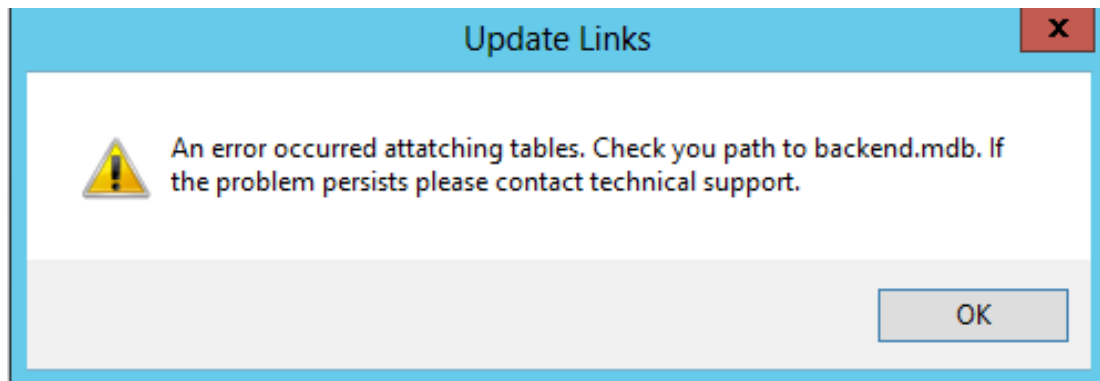 Update Links
x
An error occurred attatching tables. Check you path to backend.mdb. If
the problem persists please contact technical support.
OK